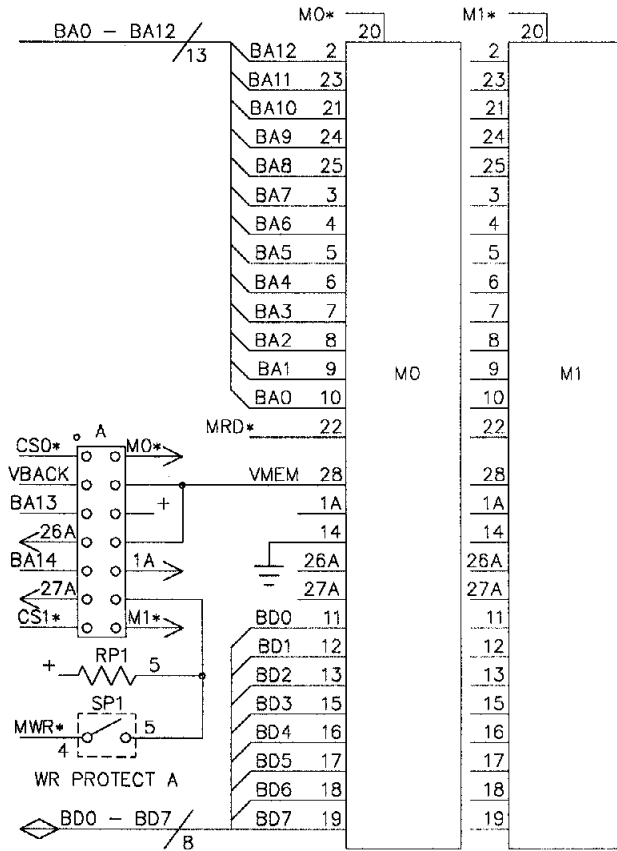 M0* M1*
BA0 - BA12 20 20
13
BA12 2 2
BA11 23 23
BA10 21 21
BA9 24 24
BA8 25 25
BA7 3 3
BA6 4 4
BA5 5 5
BA4 6 6
BA3 7 7
BA2 8 8
BA1 9 9
M0 M1
BA0 10 10
MRD* 22 22
A
CS0* M0*
VBACK VMEM 28 28
BA13 + 1A 1A
26A 14 14
BA14 1A 26A 26A
27A 27A 27A
CS1* M1* BD0 11 11
RP1 BD1 12 12
+ 5 BD2 13 13
SP1 BD3 15 15
MWR* 4 5 BD4 16 16
WR PROTECT A BD5 17 17
BD6 18 18
BD0 - BD7 BD7 19 19
8